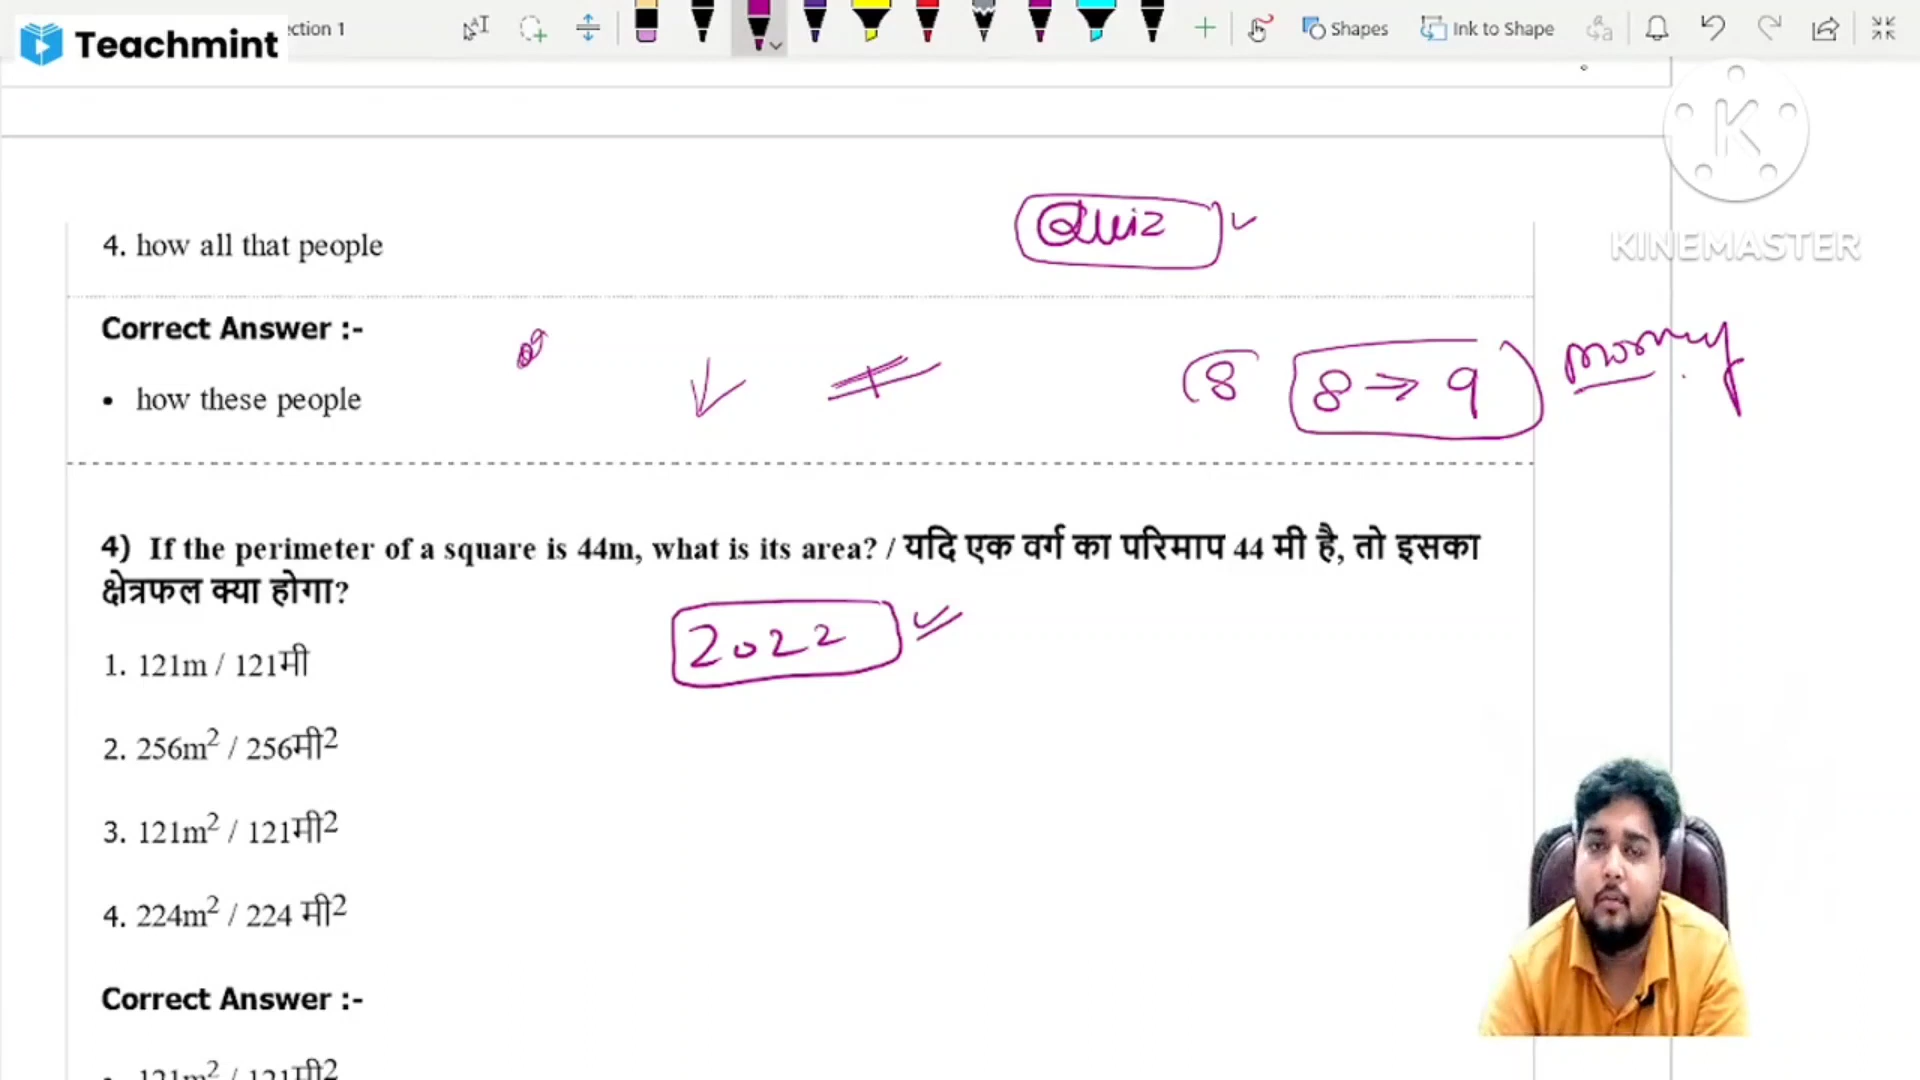 Teachmint
ction 1
Shapes
Ink to Shape
K
KINEMASTER
Quiz
4. how all that people
Correct Answer :-
• how these people
8 8 → 9
4) If the perimeter of a square is 44m, what is its area? / यदि एक वर्ग का परिमाप 44 मी है, तो इसका
क्षेत्रफल क्या होगा?
2022
1. 121m / 121मी
2. 256m² / 256मी²
3. 121m² / 121मी²
4. 224m² / 224 मी²
Correct Answer :-
• 121m² / 121मी²